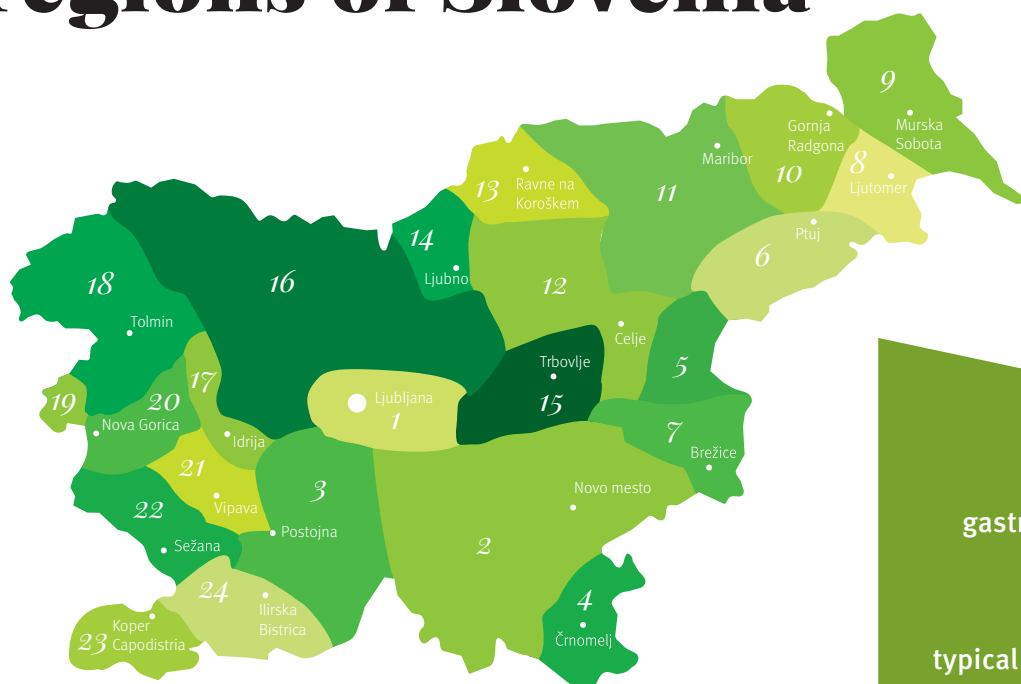 regions of Slovenia
9
Murska
Sobota
Gornja
Radgona
10
8
Ljutomer
Maribor
11
13
Ravne na
Koroškem
Ptuj
6
14
Ljubno
12
Celje
16
18
Tolmin
5
Trbovlje
15
17
19
20
Nova Gorica
Ljubljana
1
Idrija
7
Brežice
21
Vipava
3
Novo mesto
22
Postojna
Sežana
2
24
Ilirska
Bistrica
4
Črnomelj
23
Koper
Capodistria
gastr
typical